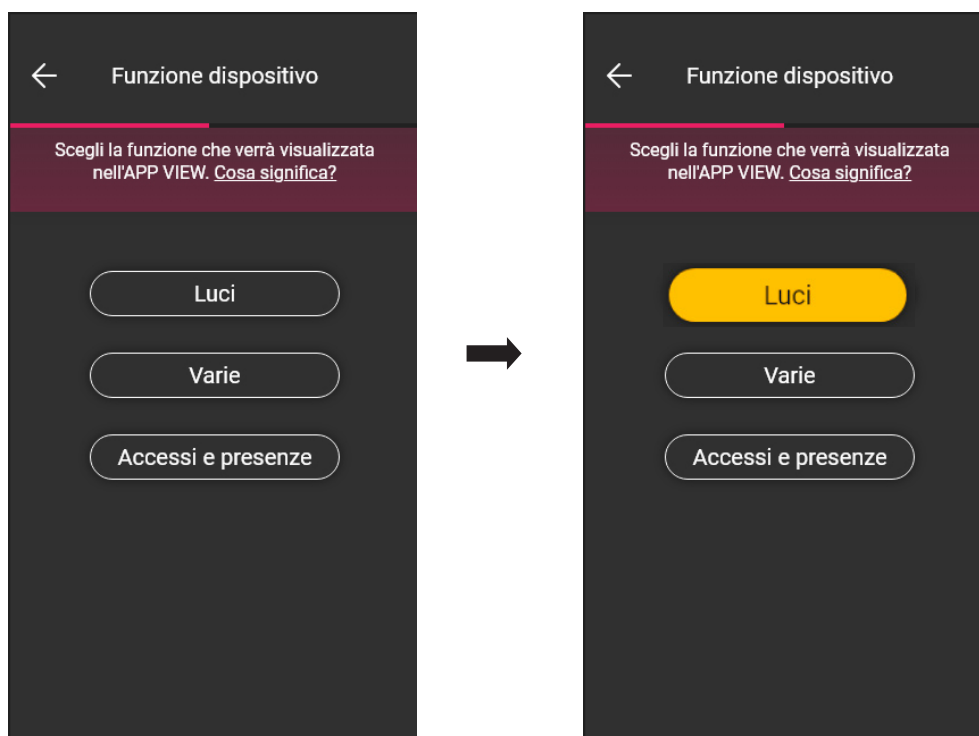 Funzione dispositivo
Scegli la funzione che verrà visualizzata
nell'APP VIEW. Cosa significa?
Luci
Varie
Accessi e presenze
Funzione dispositivo
Scegli la funzione che verrà visualizzata
nell'APP VIEW. Cosa significa?
Luci
Varie
Accessi e presenze